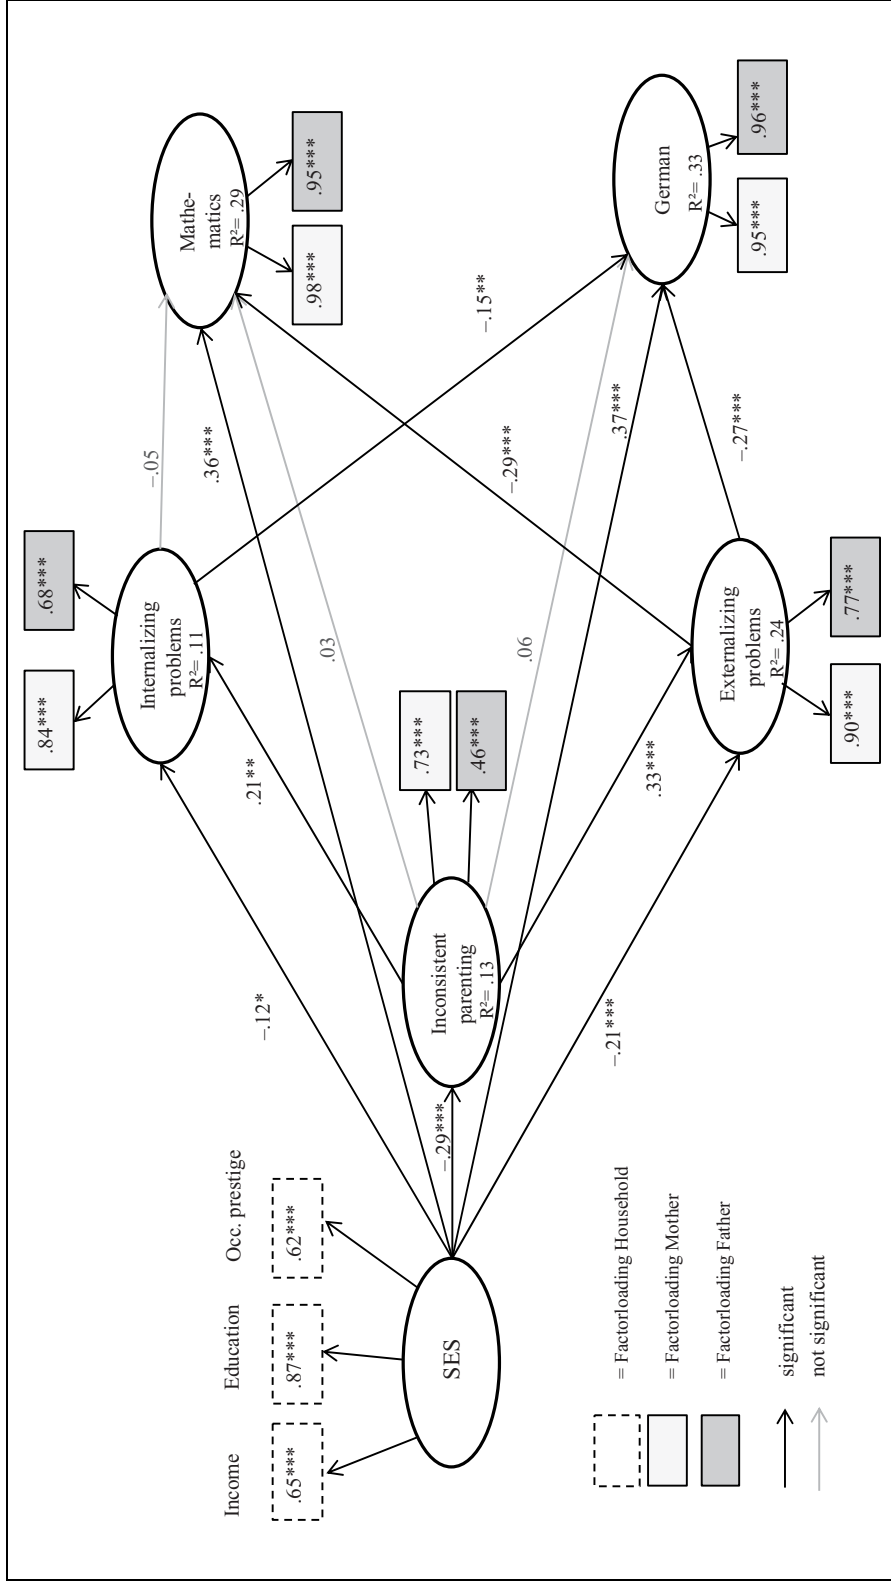 Income
Education
Occ. prestige
.65***
.87***
.62***
SES
–.12*
–.29***
–.21***
Inconsistent
parenting
R²= .13
.73***
.46***
.21**
.33***
.84***
.68***
Internalizing
problems
R²= .11
Externalizing
problems
R²= .24
.90***
.77***
–.05
.36***
.03
–.29***
–.15**
.06
.37***
–.27***
Mathe-
matics
R²= .29
.98***
.95***
German
R²= .33
.95***
.96***
= Factorloading Household
= Factorloading Mother
= Factorloading Father
significant
not significant